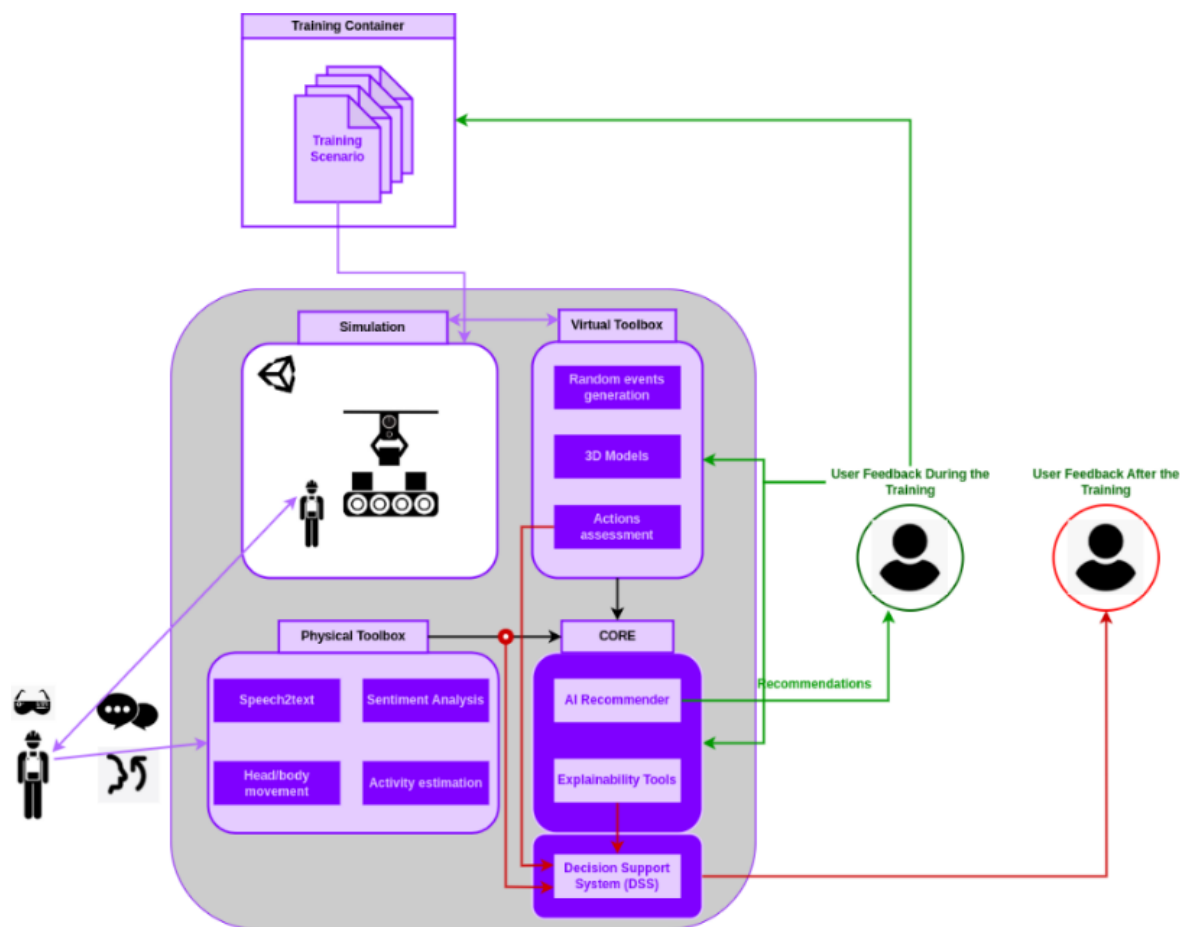 Training Container
Training
Scenario
Simulation
Virtual Toolbox
Random events
generation
3D Models
Actions
assessment
User Feedback During the
Training
User Feedback After the
Training
Physical Toolbox
CORE
Speech2text
Sentiment Analysis
Head/body
movement
Activity estimation
AI Recommender
Recommendations
Explainability Tools
Decision Support
System (DSS)